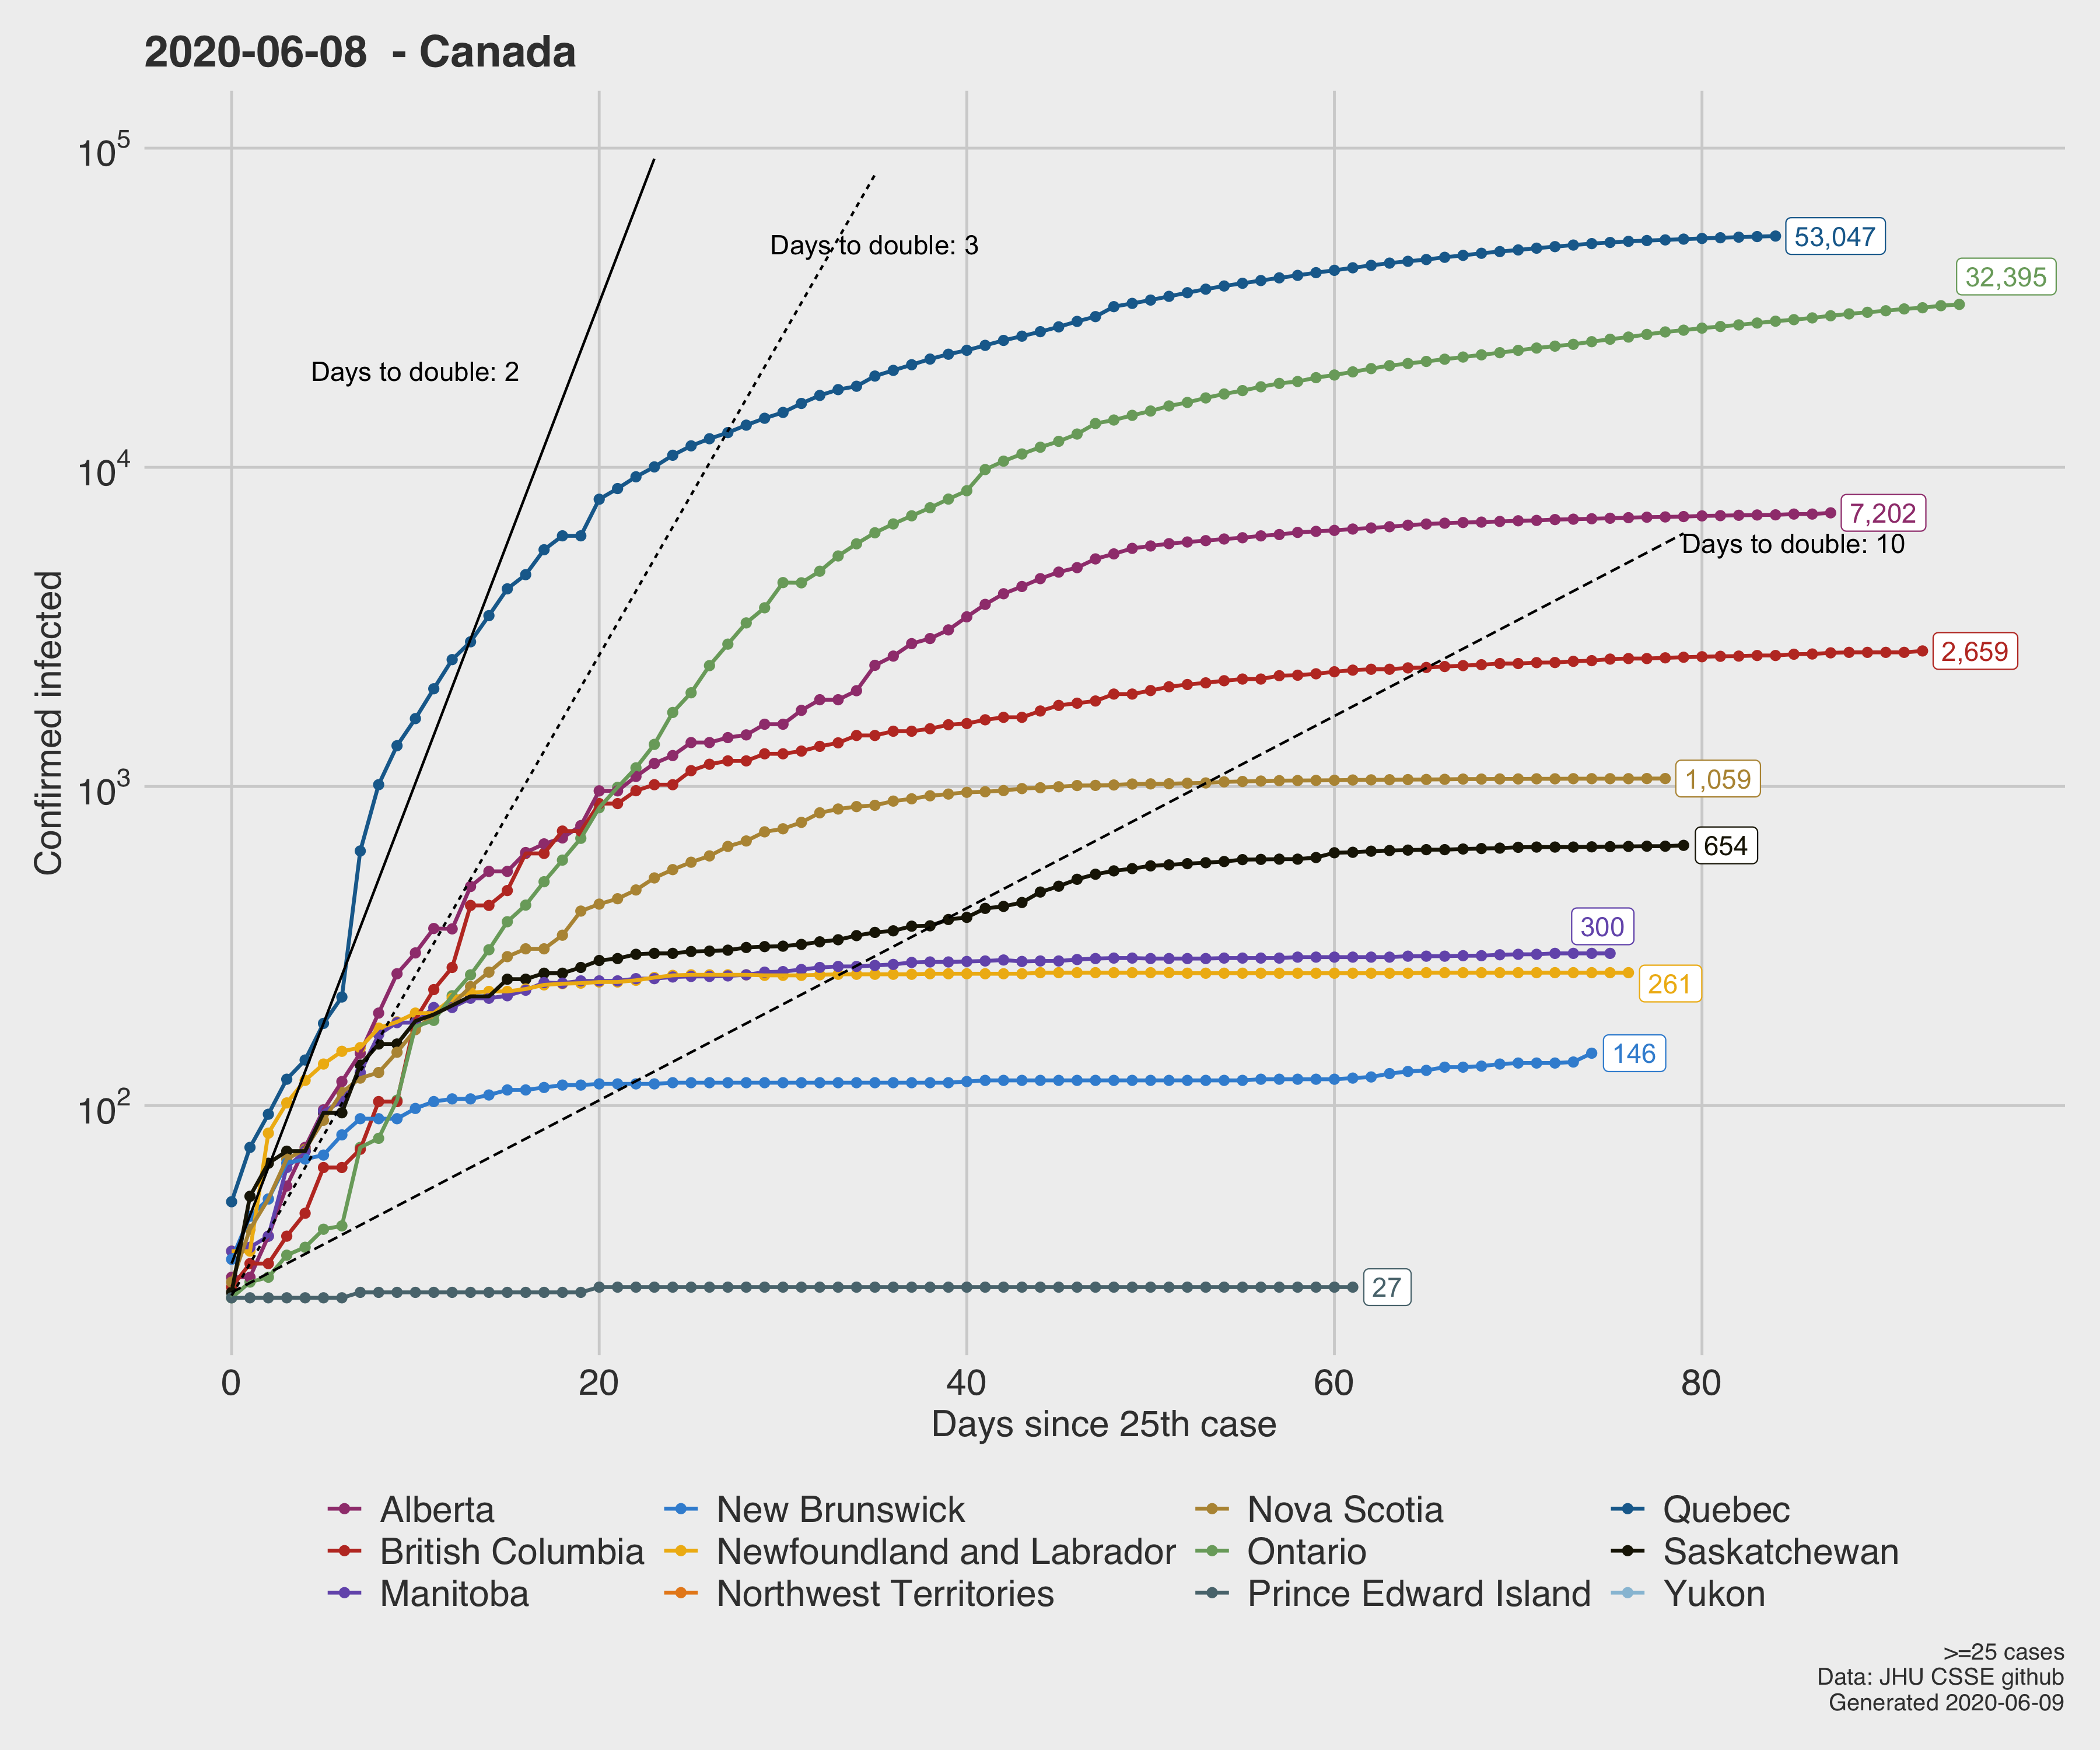 2020-06-08 - Canada
Confirmed infected
10^5
10^4
10^3
10^2
Days to double: 2
Days to double: 3
Days to double: 10
53,047
32,395
7,202
2,659
1,059
654
300
261
146
27
0 20 40 60 80
Days since 25th case
Alberta New Brunswick Nova Scotia Quebec
British Columbia Newfoundland and Labrador Ontario Saskatchewan
Manitoba Northwest Territories Prince Edward Island Yukon
>=25 cases
Data: JHU CSSE github
Generated 2020-06-09